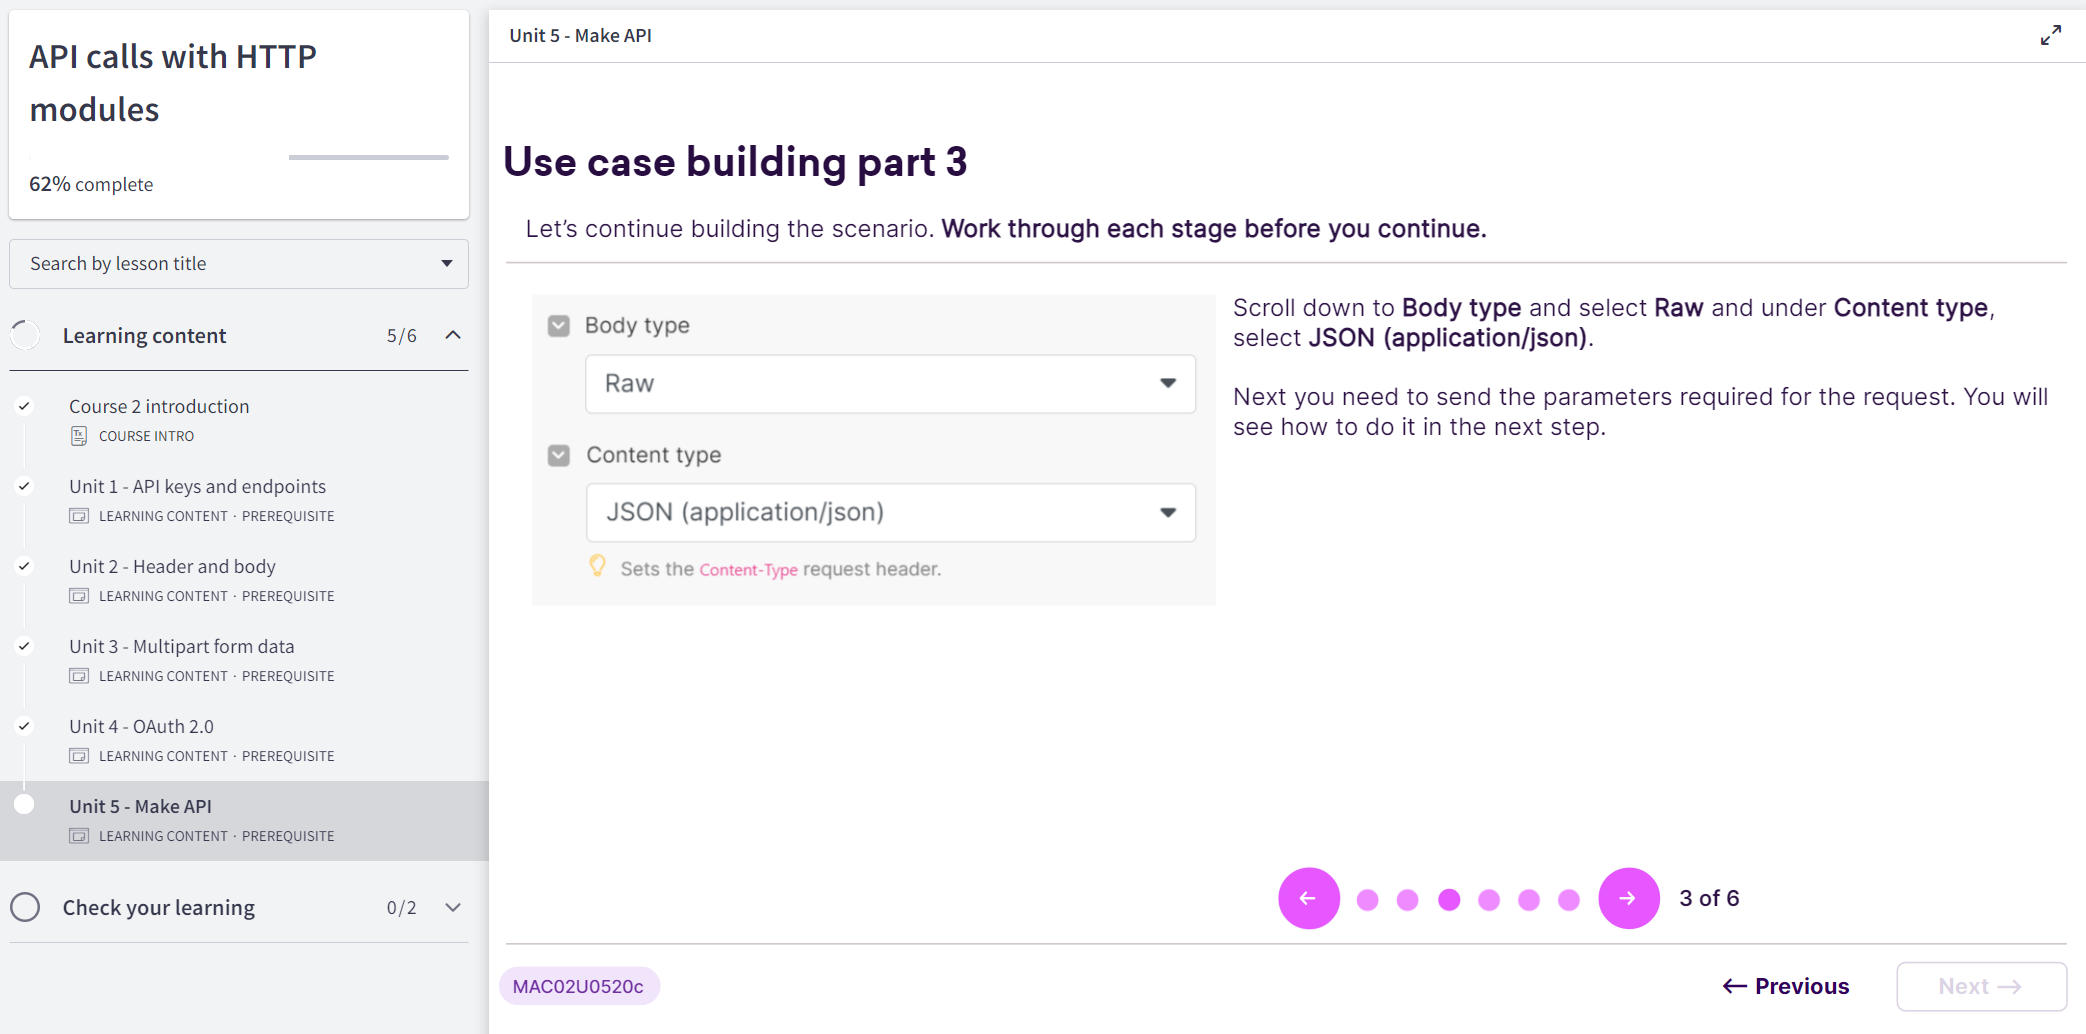 API calls with HTTP
modules
62% complete
Search by lesson title
Learning content 5/6
Course 2 introduction
COURSE INTRO
Unit 1 - API keys and endpoints
LEARNING CONTENT · PREREQUISITE
Unit 2 - Header and body
LEARNING CONTENT · PREREQUISITE
Unit 3 - Multipart form data
LEARNING CONTENT · PREREQUISITE
Unit 4 - OAuth 2.0
LEARNING CONTENT · PREREQUISITE
Unit 5 - Make API
LEARNING CONTENT · PREREQUISITE
Check your learning 0/2
Unit 5 - Make API
Use case building part 3
Let's continue building the scenario. Work through each stage before you continue.
Body type
Raw
Content type
JSON (application/json)
Sets the Content-Type request header.
Scroll down to Body type and select Raw and under Content type,
select JSON (application/json).
Next you need to send the parameters required for the request. You will
see how to do it in the next step.
← → 3 of 6
MAC02U0520c
← Previous
Next →